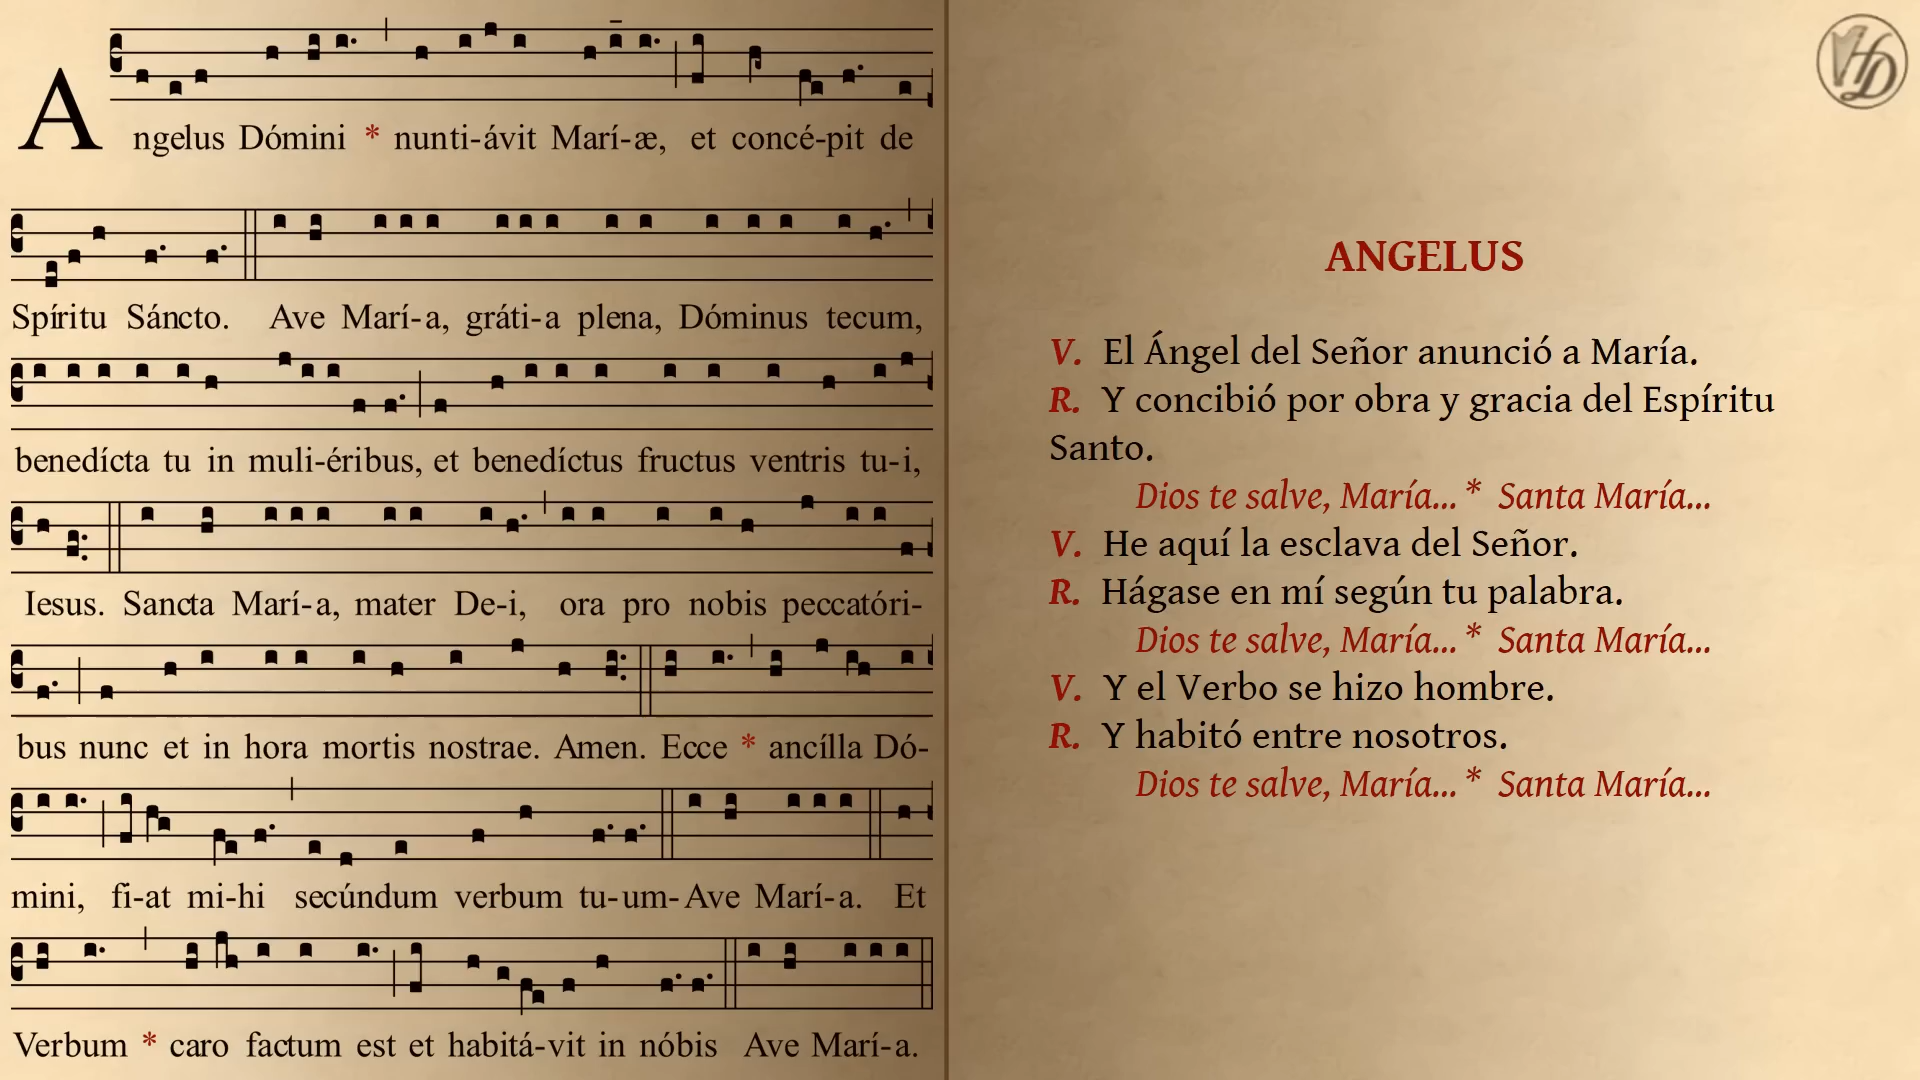 Angelus Dómini * nunti-ávit Marí-æ, et concé-pit de
Spíritu Sáncto. Ave Marí-a, gráti-a plena, Dóminus tecum,
benedícta tu in muli-éribus, et benedíctus fructus ventris tu-i,
Iesus. Sancta Marí-a, mater De-i, ora pro nobis peccatóri-
bus nunc et in hora mortis nostrae. Amen. Ecce * ancílla Dó-
mini, fi-at mi-hi secúndum verbum tu-um-Ave Marí-a. Et
Verbum * caro factum est et habitá-vit in nóbis Ave Marí-a.
HD
ANGELUS
V. El Ángel del Señor anunció a María.
R. Y concibió por obra y gracia del Espíritu
Santo.
Dios te salve, María... * Santa María...
V. He aquí la esclava del Señor.
R. Hágase en mí según tu palabra.
Dios te salve, María... * Santa María...
V. Y el Verbo se hizo hombre.
R. Y habitó entre nosotros.
Dios te salve, María... * Santa María...